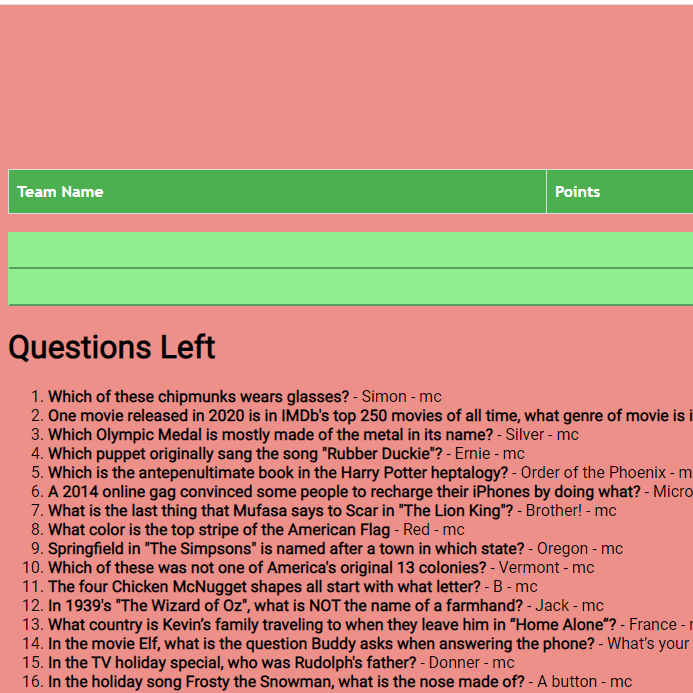 Team Name Points
Questions Left
1. Which of these chipmunks wears glasses? - Simon - mc
2. One movie released in 2020 is in IMDb's top 250 movies of all time, what genre of movie is i
3. Which Olympic Medal is mostly made of the metal in its name? - Silver - mc
4. Which puppet originally sang the song "Rubber Duckie"? - Ernie - mc
5. Which is the antepenultimate book in the Harry Potter heptalogy? - Order of the Phoenix - m
6. A 2014 online gag convinced some people to recharge their iPhones by doing what? - Micro
7. What is the last thing that Mufasa says to Scar in "The Lion King"? - Brother! - mc
8. What color is the top stripe of the American Flag - Red - mc
9. Springfield in "The Simpsons" is named after a town in which state? - Oregon - mc
10. Which of these was not one of America's original 13 colonies? - Vermont - mc
11. The four Chicken McNugget shapes all start with what letter? - B - mc
12. In 1939's "The Wizard of Oz", what is NOT the name of a farmhand? - Jack - mc
13. What country is Kevin’s family traveling to when they leave him in “Home Alone”? - France -
14. In the movie Elf, what is the question Buddy asks when answering the phone? - What’s your
15. In the TV holiday special, who was Rudolph's father? - Donner - mc
16. In the holiday song Frosty the Snowman, what is the nose made of? - A button - mc